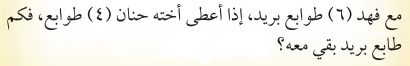 مع فهد (٦) طوابع بريد، إذا أعطى أخته حنان (٤) طوابع، فكم
طابع بريد بقي معه؟